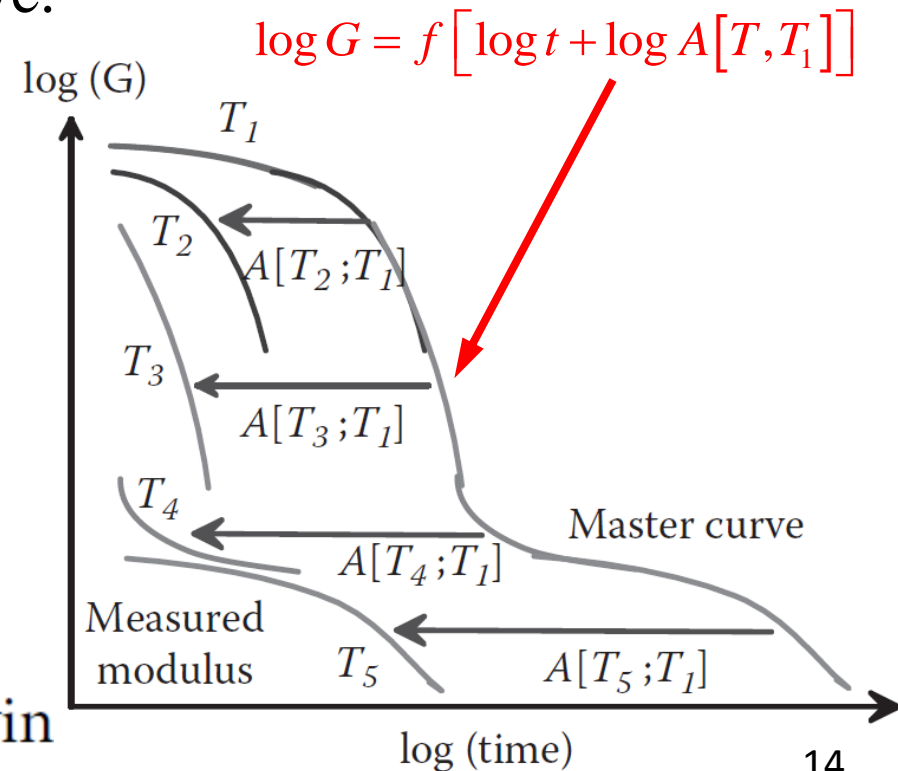 log G = f [log t + log A[T, T₁]]
log (G)
T₁
T₂
A[T₂;T₁]
T₃
A[T₃;T₁]
T₄
Master curve
A[T₄;T₁]
Measured
modulus
T₅
A[T₅;T₁]
in
log (time)
14